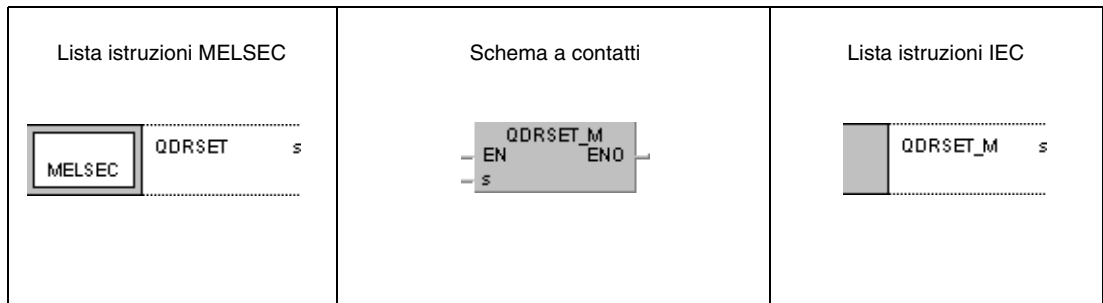 Lista istruzioni MELSEC
Schema a contatti
Lista istruzioni IEC
MELSEC
QDRSET s
QDRSET_M
EN ENO
s
QDRSET_M s